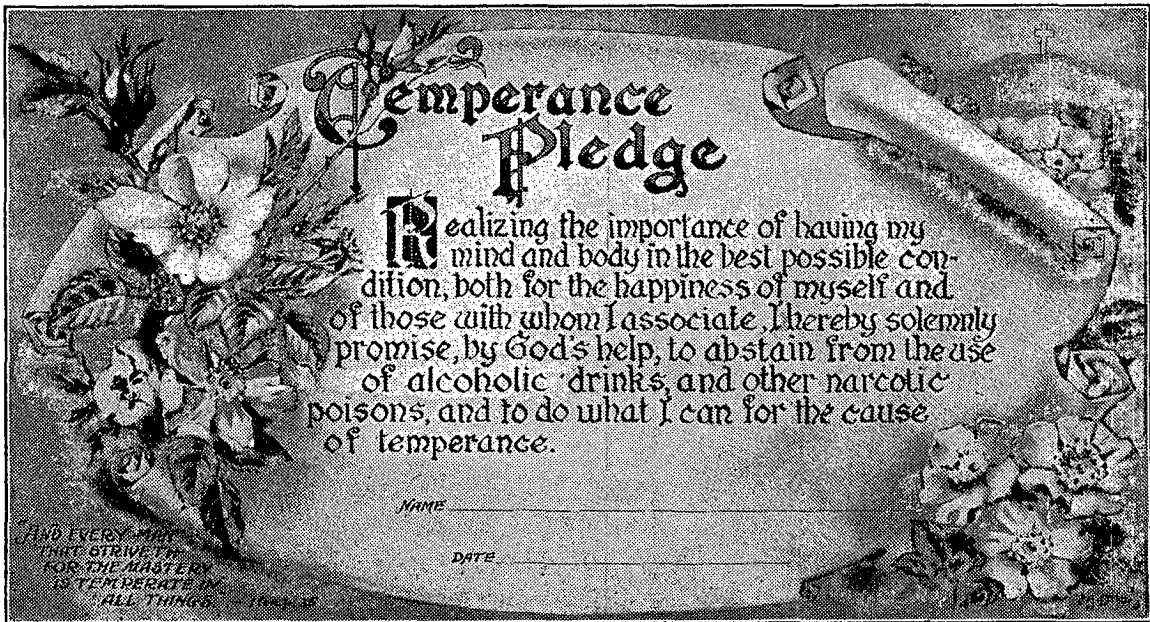 Temperance
Pledge
Realizing the importance of having my
mind and body in the best possible con-
dition, both for the happiness of myself and
of those with whom I associate, I hereby solemnly
promise, by God's help, to abstain from the use
of alcoholic drinks, and other narcotic
poisons, and to do what I can for the cause
of temperance.
NAME
DATE
"AND EVERY MAN
THAT STRIVETH
FOR THE MASTERY
IS TEMPERATE IN
ALL THINGS."